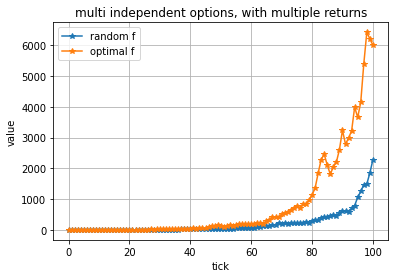 multi independent options, with multiple returns
random f
optimal f
value
6000
5000
4000
3000
2000
1000
0
0 20 40 60 80 100
tick